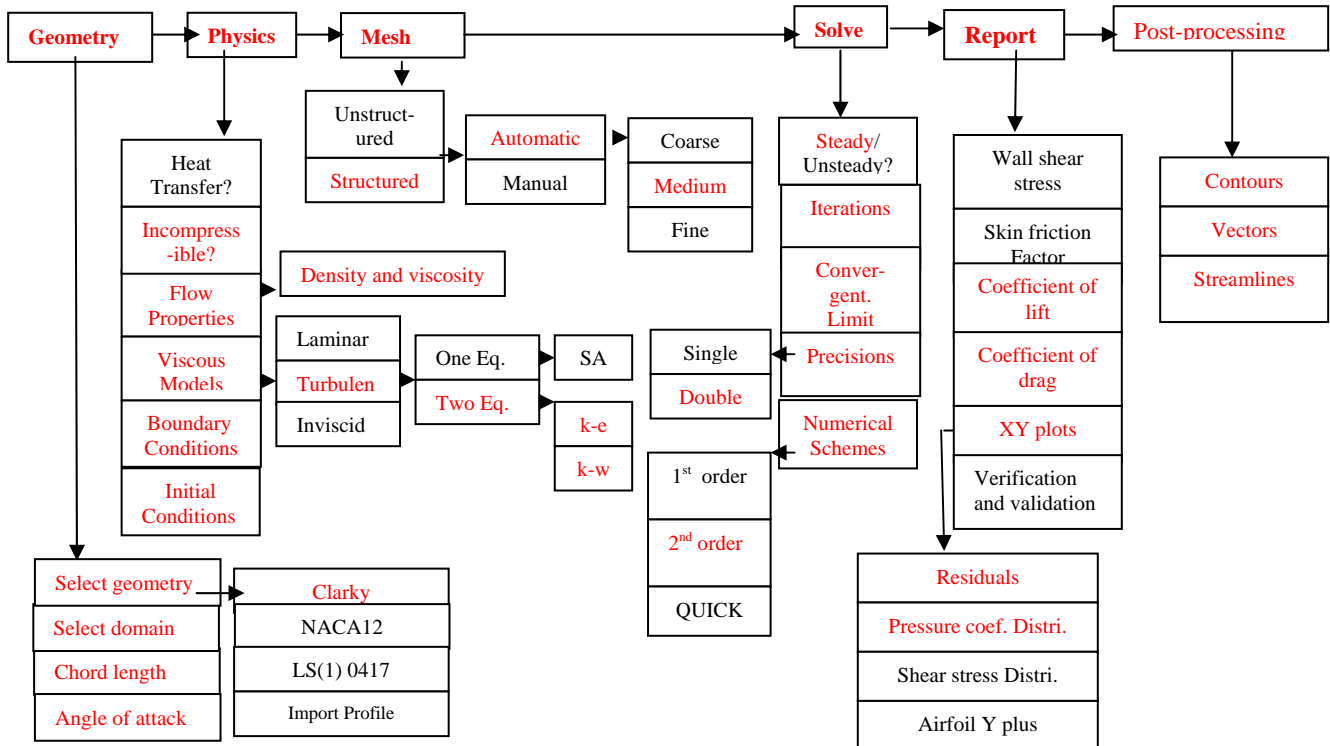 Geometry
Physics
Mesh
Solve
Report
Post-processing
Unstruct-
ured
Structured
Automatic
Manual
Coarse
Medium
Fine
Heat
Transfer?
Incompress
-ible?
Flow
Properties
Viscous
Models
Boundary
Conditions
Initial
Conditions
Density and viscosity
Laminar
Turbulen
Inviscid
One Eq.
Two Eq.
SA
k-e
k-w
Steady/
Unsteady?
Iterations
Conver-
gent.
Limit
Precisions
Numerical
Schemes
Single
Double
1st order
2nd order
QUICK
Wall shear
stress
Skin friction
Factor
Coefficient of
lift
Coefficient of
drag
XY plots
Verification
and validation
Contours
Vectors
Streamlines
Select geometry
Select domain
Chord length
Angle of attack
Clarky
NACA12
LS(1) 0417
Import Profile
Residuals
Pressure coef. Distri.
Shear stress Distri.
Airfoil Y plus